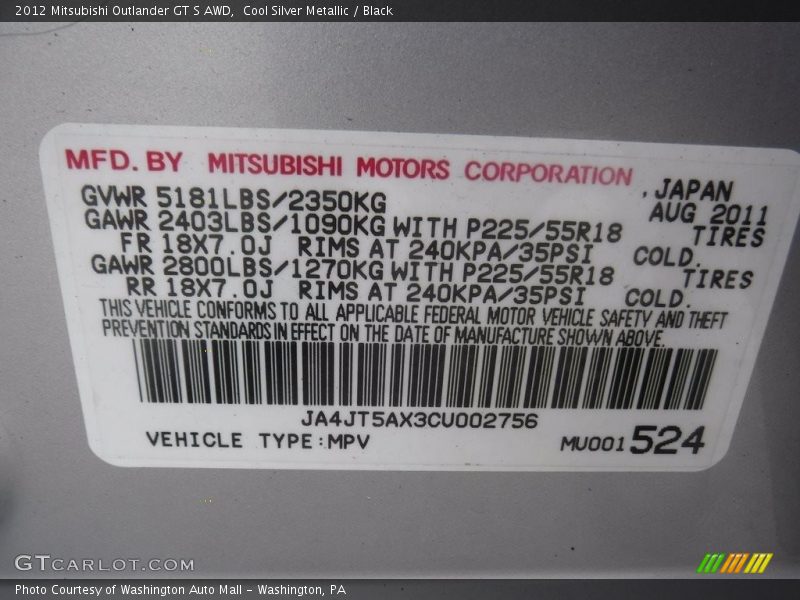 2012 Mitsubishi Outlander GT S AWD,  Cool Silver Metallic / Black
MFD. BY MITSUBISHI MOTORS CORPORATION , JAPAN
GVWR 5181LBS/2350KG AUG 2011
GAWR 2403LBS/1090KG WITH P225/55R18 TIRES
FR 18X7.0J RIMS AT 240KPA/35PSI COLD.
GAWR 2800LBS/1270KG WITH P225/55R18 TIRES
RR 18X7.0J RIMS AT 240KPA/35PSI COLD.
THIS VEHICLE CONFORMS TO ALL APPLICABLE FEDERAL MOTOR VEHICLE SAFETY AND THEFT
PREVENTION STANDARDS IN EFFECT ON THE DATE OF MANUFACTURE SHOWN ABOVE.
JA4JT5AX3CU002756
VEHICLE TYPE:MPV MU001524
GTCARLOT.COM
Photo Courtesy of Washington Auto Mall – Washington, PA